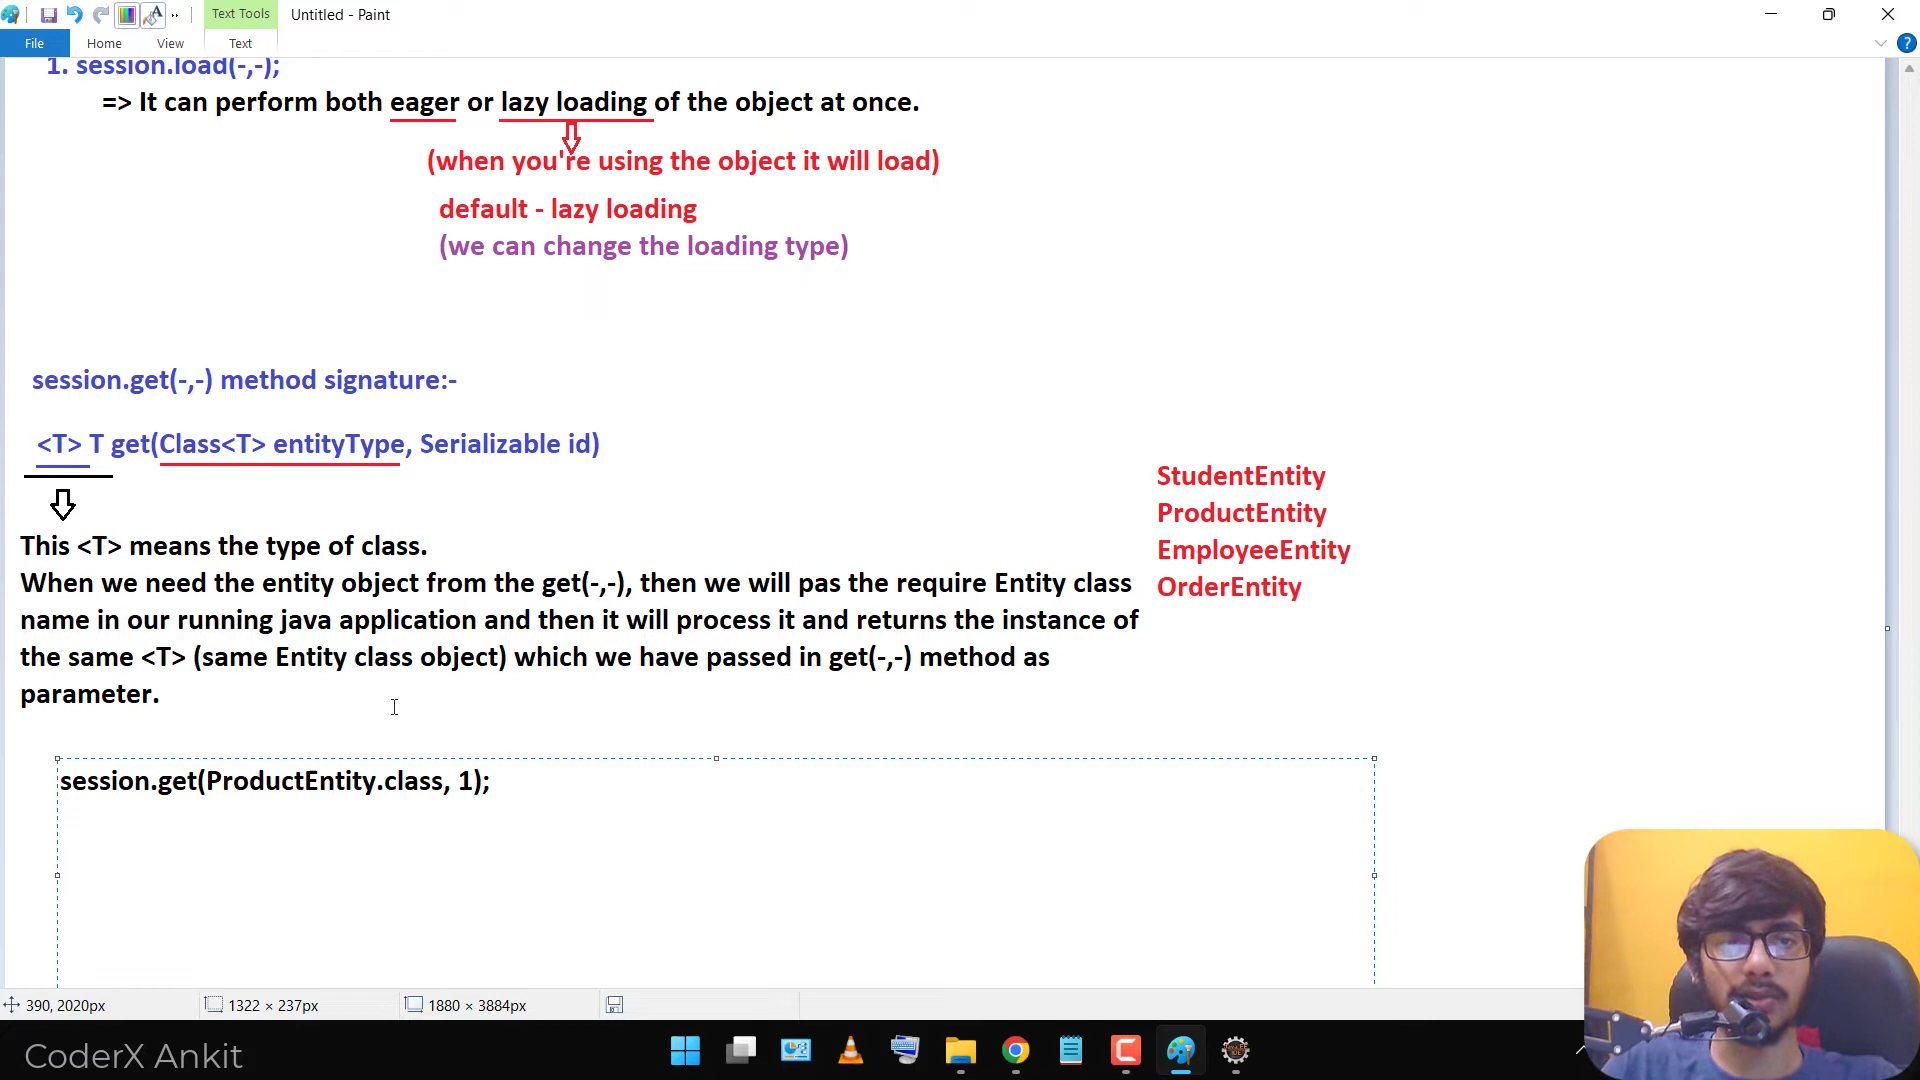 Text Tools
Untitled - Paint
File
Home
View
Text
1. session.load(-,-);
=> It can perform both eager or lazy loading of the object at once.
(when you're using the object it will load)
default - lazy loading
(we can change the loading type)
session.get(-,-) method signature:-
<T> T get(Class<T> entityType, Serializable id)
This <T> means the type of class.
When we need the entity object from the get(-,-), then we will pas the require Entity class
name in our running java application and then it will process it and returns the instance of
the same <T> (same Entity class object) which we have passed in get(-,-) method as
parameter.
StudentEntity
ProductEntity
EmployeeEntity
OrderEntity
session.get(ProductEntity.class, 1);
390, 2020px
1322 × 237px
1880 × 3884px
CoderX Ankit